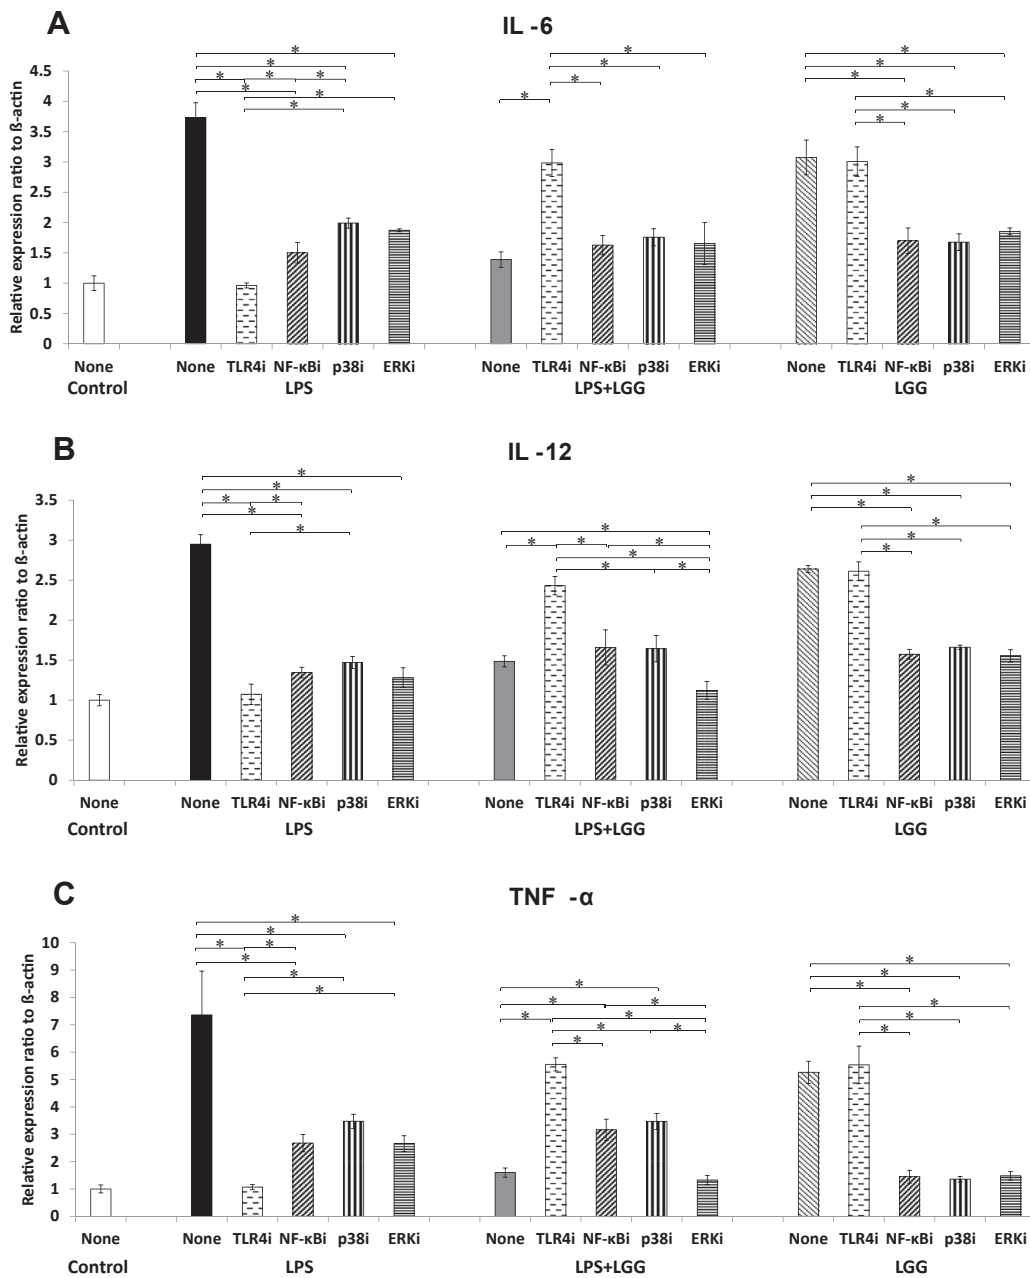 A
IL -6
* * * * * * * * *
* * * *
* * * * * *
Relative expression ratio to ß-actin
4.5
4
3.5
3
2.5
2
1.5
1
0.5
0
None None TLR4i NF-κBi p38i ERKi None TLR4i NF-κBi p38i ERKi None TLR4i NF-κBi p38i ERKi
Control LPS LPS+LGG LGG
B
IL -12
* * * * * *
* * * * * * *
* * * * * *
Relative expression ratio to ß-actin
3.5
3
2.5
2
1.5
1
0.5
0
None None TLR4i NF-κBi p38i ERKi None TLR4i NF-κBi p38i ERKi None TLR4i NF-κBi p38i ERKi
Control LPS LPS+LGG LGG
C
TNF -α
* * * * * * *
* * * * * * * *
* * * * * *
Relative expression ratio to ß-actin
10
9
8
7
6
5
4
3
2
1
0
None None TLR4i NF-κBi p38i ERKi None TLR4i NF-κBi p38i ERKi None TLR4i NF-κBi p38i ERKi
Control LPS LPS+LGG LGG